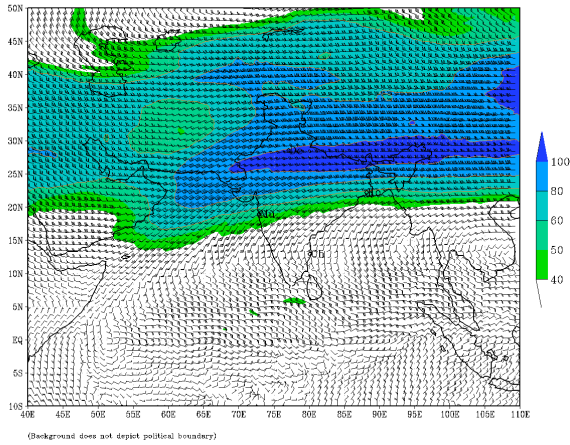 50N
45N
40N
35N
30N
25N
20N
15N
10N
5N
EQ
5S
10S
40E 45E 50E 55E 60E 65E 70E 75E 80E 85E 90E 95E 100E 105E 110E
100
80
60
50
40
(Background does not depict political boundary)